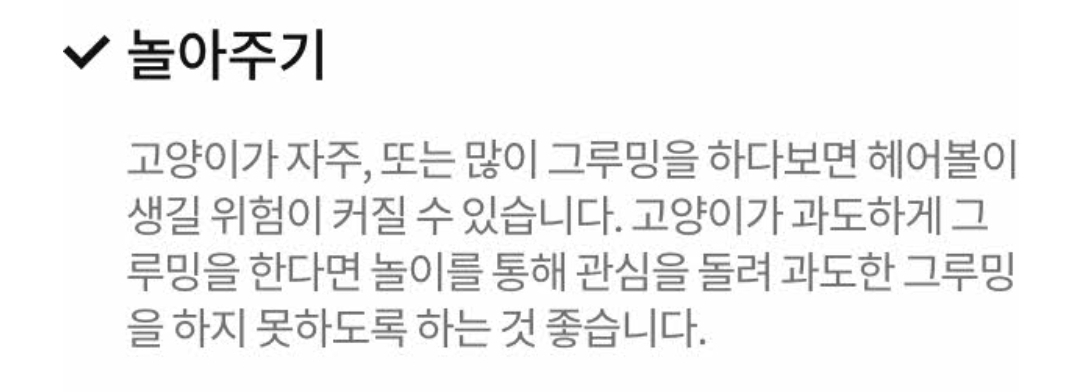 놀아주기
고양이가 자주, 또는 많이 그루밍을 하다보면 헤어볼이
생길 위험이 커질 수 있습니다. 고양이가 과도하게 그
루밍을 한다면 놀이를 통해 관심을 돌려 과도한 그루밍
을 하지 못하도록 하는 것 좋습니다.